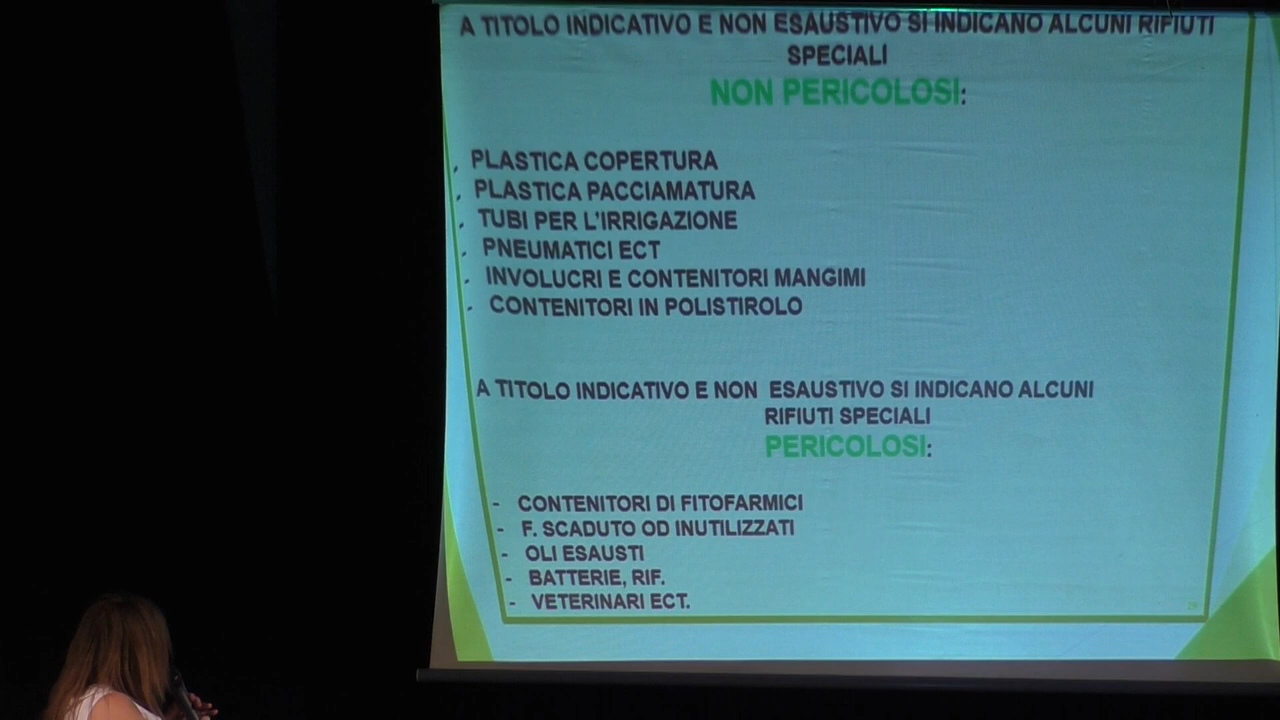 A TITOLO INDICATIVO E NON ESAUSTIVO SI INDICANO ALCUNI RIFIUTI
SPECIALI
NON PERICOLOSI:
- PLASTICA COPERTURA
- PLASTICA PACCIAMATURA
- TUBI PER L'IRRIGAZIONE
- PNEUMATICI ECT
- INVOLUCRI E CONTENITORI MANGIMI
- CONTENITORI IN POLISTIROLO
A TITOLO INDICATIVO E NON ESAUSTIVO SI INDICANO ALCUNI
RIFIUTI SPECIALI
PERICOLOSI:
- CONTENITORI DI FITOFARMICI
- F. SCADUTO OD INUTILIZZATI
- OLI ESAUSTI
- BATTERIE, RIF.
- VETERINARI ECT.